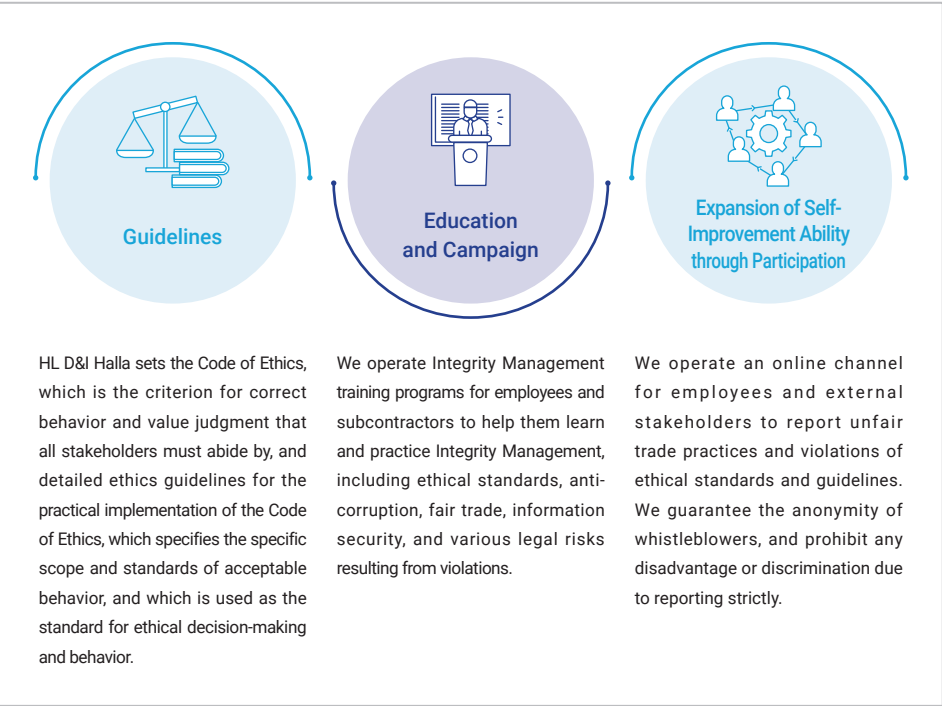 Guidelines
HL D&I Halla sets the Code of Ethics,
which is the criterion for correct
behavior and value judgment that
all stakeholders must abide by, and
detailed ethics guidelines for the
practical implementation of the Code
of Ethics, which specifies the specific
scope and standards of acceptable
behavior, and which is used as the
standard for ethical decision-making
and behavior.
Education
and Campaign
We operate Integrity Management
training programs for employees and
subcontractors to help them learn
and practice Integrity Management,
including ethical standards, anti-
corruption, fair trade, information
security, and various legal risks
resulting from violations.
Expansion of Self-
Improvement Ability
through Participation
We operate an online channel
for employees and external
stakeholders to report unfair
trade practices and violations of
ethical standards and guidelines.
We guarantee the anonymity of
whistleblowers, and prohibit any
disadvantage or discrimination due
to reporting strictly.